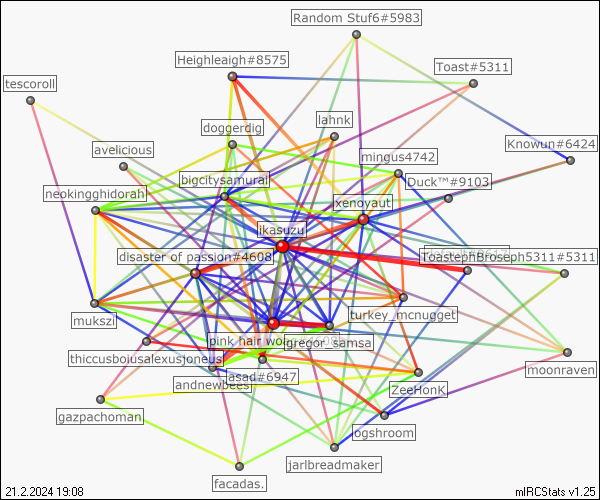 Random Stuf6#5983
Heighleaigh#8575
Toast#5311
tescoroll
lahnk
doggerdig
Knowun#6424
avelicious
mingus4742
bigcitysamurai
Duck™#9103
neokingghidorah
xenoyaut
ikasuzu
disaster of passion#4608
ToastephBroseph5311#5311
mukszi
turkey_mcnugget
pink hair wo
gregor_samsa
thiccusbojusalexusjoneus
moonraven
asad#6947
andnewbees
ZeeHonK
gazpachoman
ogshroom
jarlbreadmaker
facadas.
21.2.2024 19:08
mIRCStats v1.25